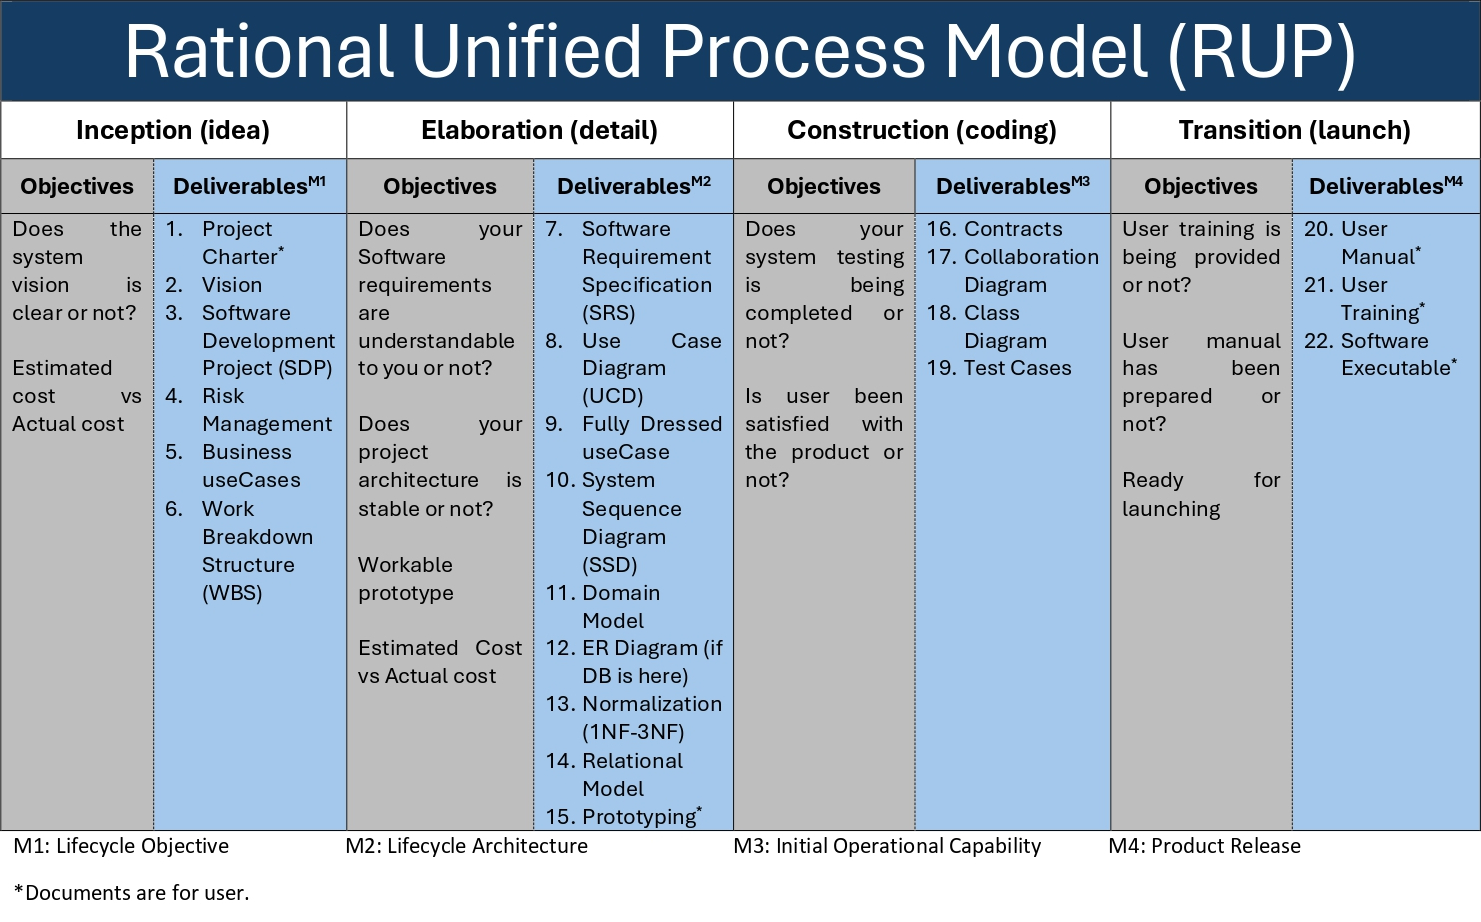 Rational Unified Process Model (RUP)
Inception (idea)
Elaboration (detail)
Construction (coding)
Transition (launch)
Objectives
Deliverables^M1
Objectives
Deliverables^M2
Objectives
Deliverables^M3
Objectives
Deliverables^M4
Does the
system
vision is
clear or not?
Estimated
cost vs
Actual cost
1. Project
Charter*
2. Vision
3. Software
Development
Project (SDP)
4. Risk
Management
5. Business
useCases
6. Work
Breakdown
Structure
(WBS)
Does your
Software
requirements
are
understandable
to you or not?
Does your
project
architecture is
stable or not?
Workable
prototype
Estimated Cost
vs Actual cost
7. Software
Requirement
Specification
(SRS)
8. Use Case
Diagram
(UCD)
9. Fully Dressed
useCase
10. System
Sequence
Diagram
(SSD)
11. Domain
Model
12. ER Diagram (if
DB is here)
13. Normalization
(1NF-3NF)
14. Relational
Model
15. Prototyping*
Does your
system testing
is being
completed or
not?
Is user been
satisfied with
the product or
not?
16. Contracts
17. Collaboration
Diagram
18. Class
Diagram
19. Test Cases
User training is
being provided
or not?
User manual
has been
prepared or
not?
Ready for
launching
20. User
Manual*
21. User
Training*
22. Software
Executable*
M1: Lifecycle Objective
M2: Lifecycle Architecture
M3: Initial Operational Capability
M4: Product Release
*Documents are for user.